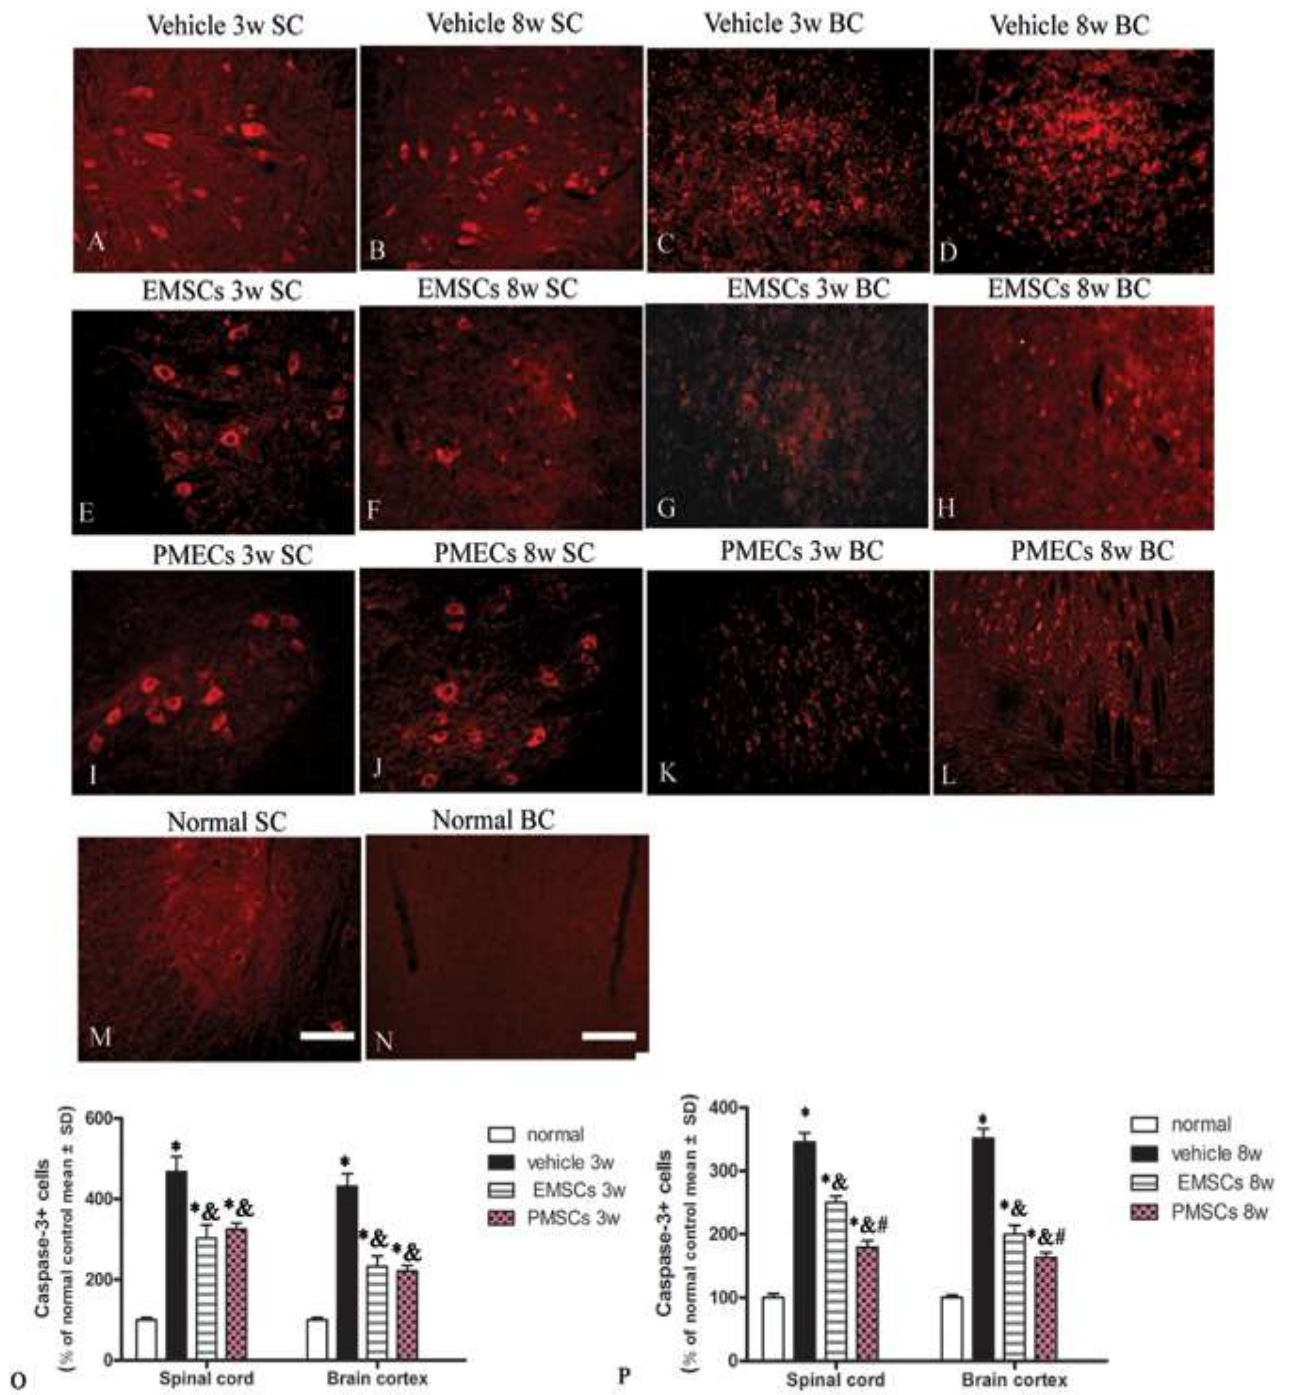 Vehicle 3w SC
Vehicle 8w SC
Vehicle 3w BC
Vehicle 8w BC
A
B
C
D
EMSCs 3w SC
EMSCs 8w SC
EMSCs 3w BC
EMSCs 8w BC
E
F
G
H
PMECs 3w SC
PMECs 8w SC
PMECs 3w BC
PMECs 8w BC
I
J
K
L
Normal SC
Normal BC
M
N
Caspase-3+ cells
(% of normal control mean ± SD)
600
400
200
0
*
*&
*&
*
*&
*&
Spinal cord
Brain cortex
normal
vehicle 3w
EMSCs 3w
PMSCs 3w
O
Caspase-3+ cells
(% of normal control mean ± SD)
400
300
200
100
0
*
*&
*&#
*
*&
*&#
Spinal cord
Brain cortex
normal
vehicle 8w
EMSCs 8w
PMSCs 8w
P